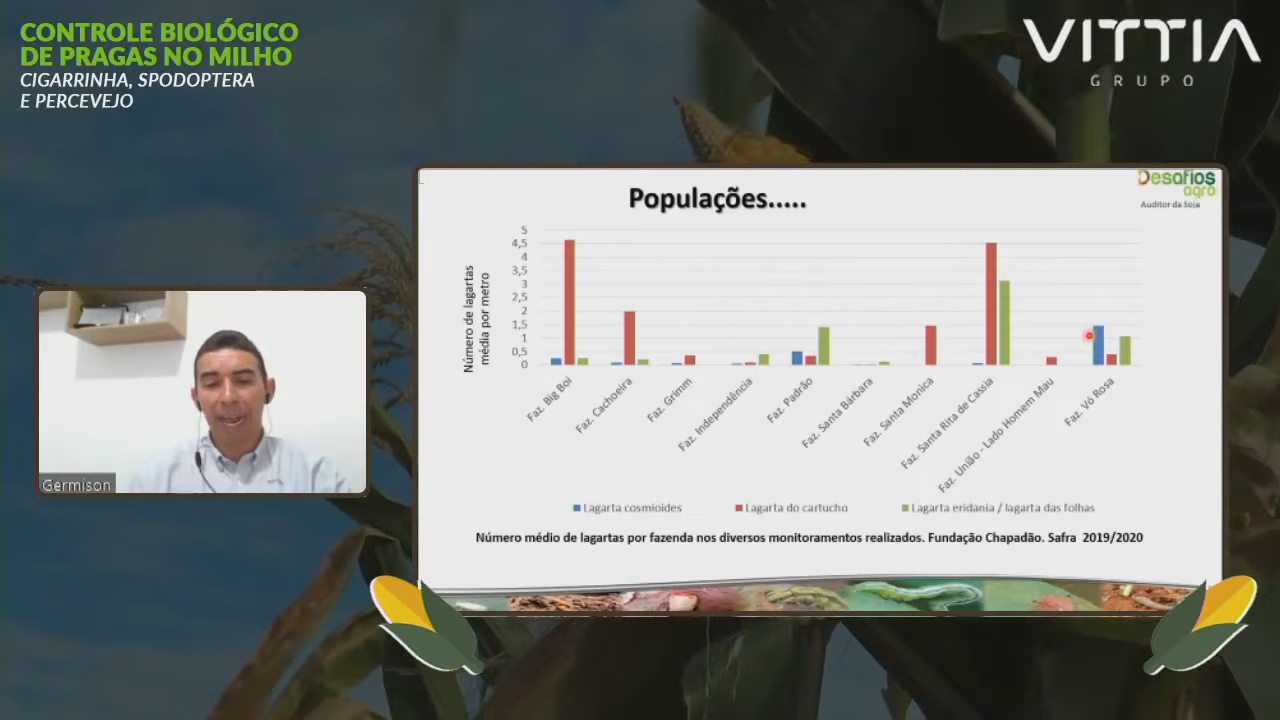 CONTROLE BIOLÓGICO
DE PRAGAS NO MILHO
CIGARRINHA, SPODOPTERA
E PERCEVEJO
VITTIA
GRUPO
Desafios
agro
Auditor da Soja
Populações.....
Número de lagartas
média por metro
5
4,5
4
3,5
3
2,5
2
1,5
1
0,5
0
Faz. Big Boi
Faz. Cachoeira
Faz. Grimm
Faz. Independência
Faz. Padrão
Faz. Santa Bárbara
Faz. Santa Monica
Faz. Santa Rita de Cassia
Faz. União - Lado Homem Mau
Faz. Vó Rosa
Lagarta cosmioides
Lagarta do cartucho
Lagarta eridania / lagarta das folhas
Número médio de lagartas por fazenda nos diversos monitoramentos realizados. Fundação Chapadão. Safra 2019/2020
Germison